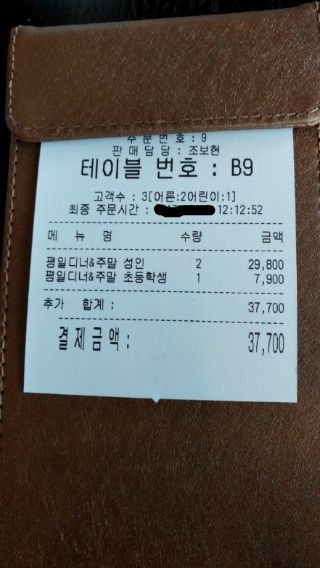 주문번호 : 9
판매담당 : 조보현
테이블 번호 : B9
고객수 : 3[어른:2어린이:1]
최종 주문시간 : 12:12:52
메 뉴 명 수량 금액
평일디너&주말 성인 2 29,800
평일디너&주말 초등학생 1 7,900
추가 합계: 37,700
결제금액: 37,700